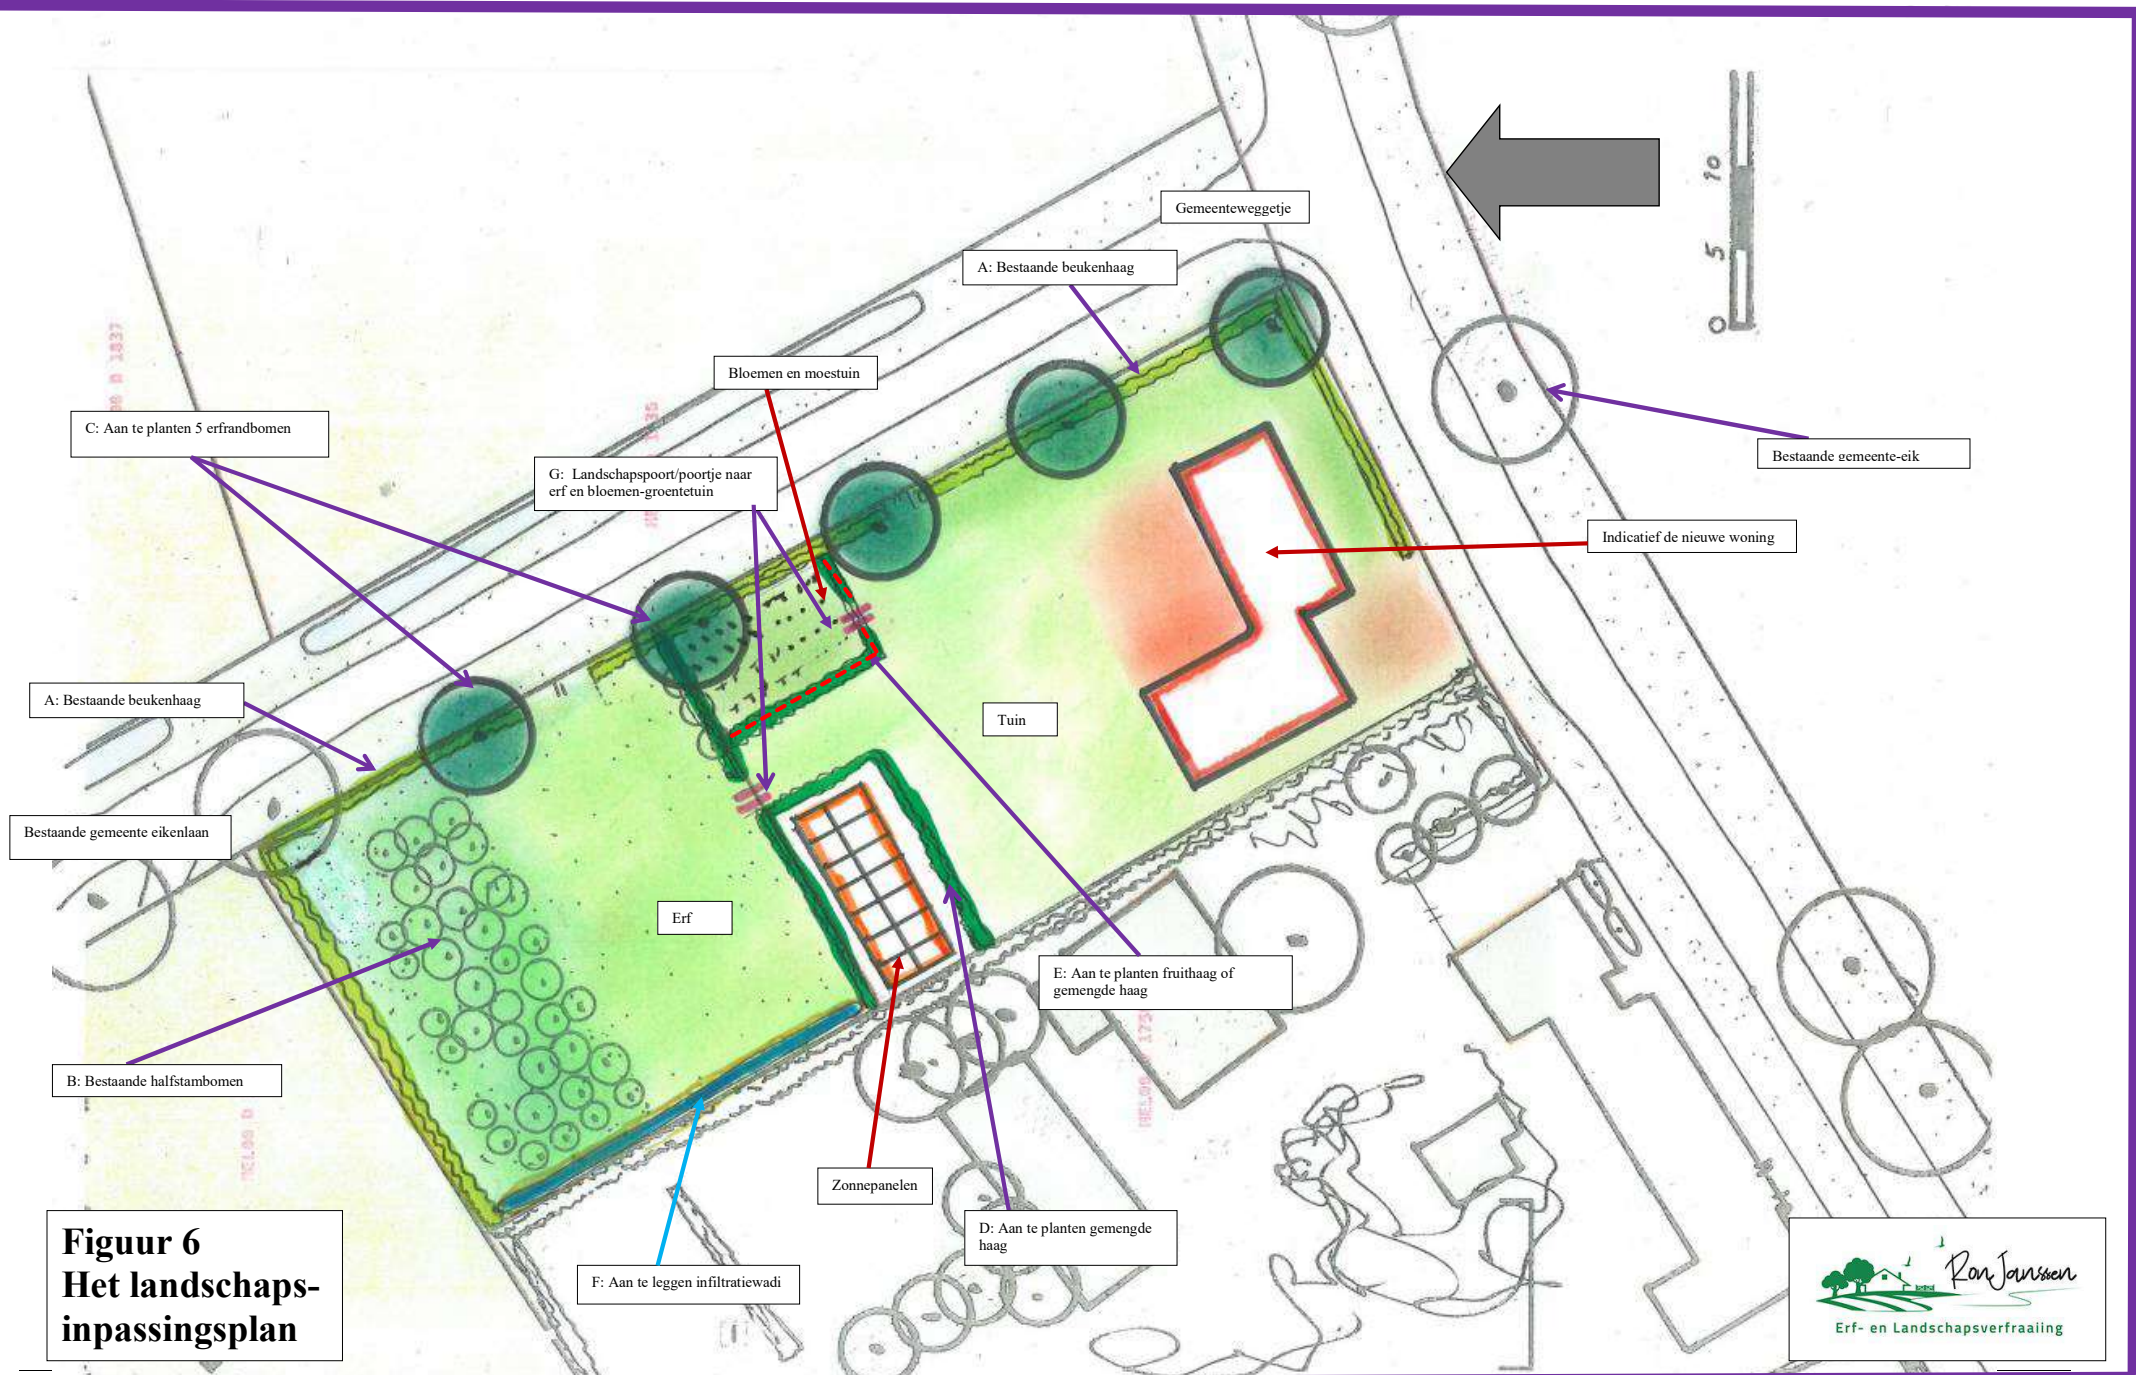 Gemeenteweggetje
A: Bestaande beukenhaag
10
5
0
Bloemen en moestuin
C: Aan te planten 5 erfrandbomen
G: Landschapspoort/poortje naar
erf en bloemen-groentetuin
Bestaande gemeente-eik
Indicatief de nieuwe woning
A: Bestaande beukenhaag
Tuin
Bestaande gemeente eikenlaan
Erf
E: Aan te planten fruithaag of
gemengde haag
B: Bestaande halfstambomen
Zonnepanelen
D: Aan te planten gemengde
haag
F: Aan te leggen infiltratiewadi
Figuur 6
Het landschaps-
inpassingsplan
Ron Janssen
Erf- en Landschapsverfraaiing